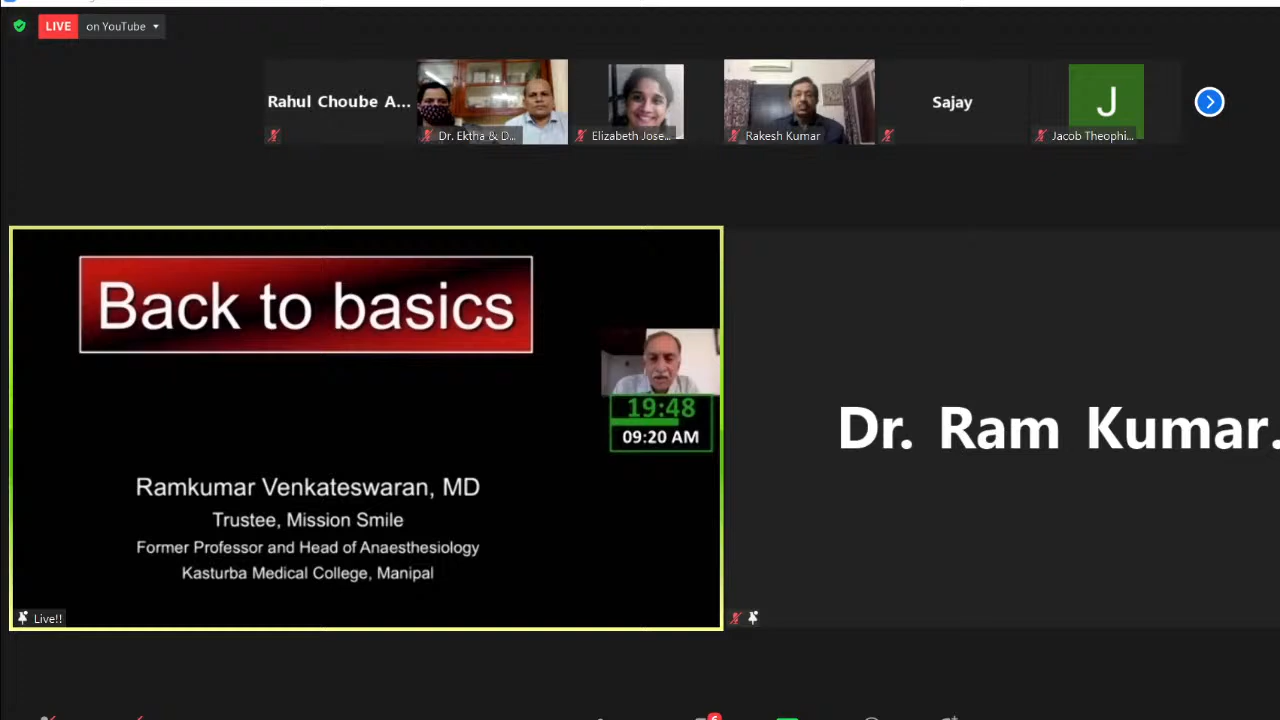 LIVE on YouTube
Rahul Choube A...
Dr. Ektha & D...
Elizabeth Jose...
Rakesh Kumar
Sajay
J
Jacob Theophi...
Back to basics
19:48
09:20 AM
Ramkumar Venkateswaran, MD
Trustee, Mission Smile
Former Professor and Head of Anaesthesiology
Kasturba Medical College, Manipal
Live!!
Dr. Ram Kumar.
6